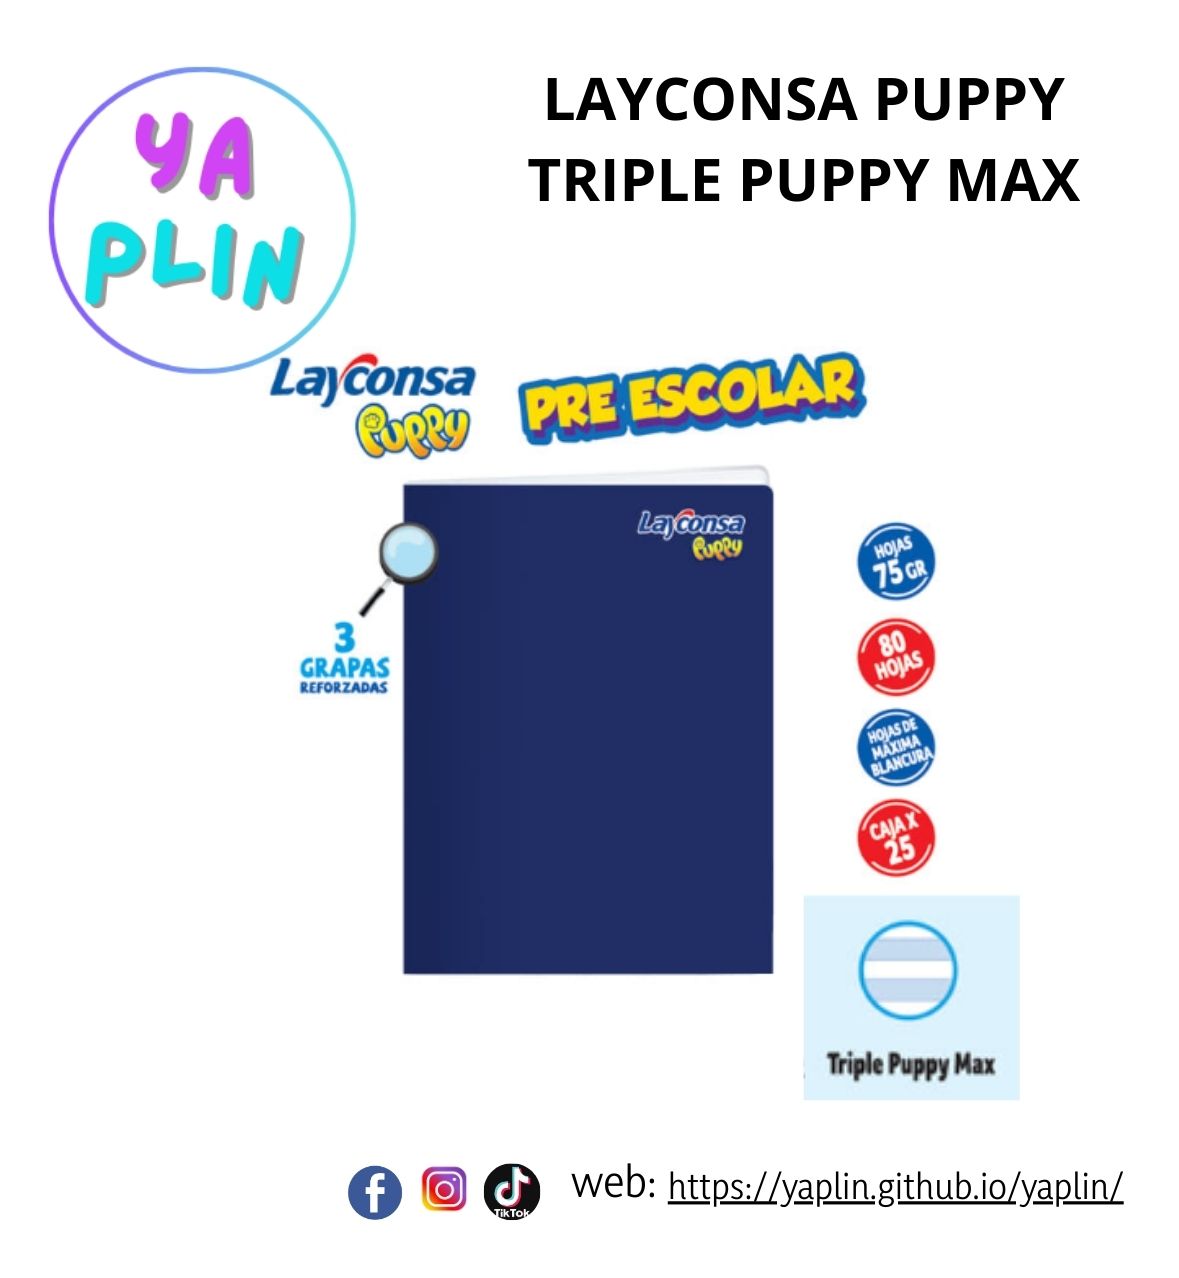 YA
PLIN
LAYCONSA PUPPY
TRIPLE PUPPY MAX
Layconsa
Puppy
PRE ESCOLAR
Layconsa
Puppy
3
GRAPAS
REFORZADAS
HOJAS
75 GR
80
HOJAS
HOJAS DE
MÁXIMA
BLANCURA
CAJA X
25
Triple Puppy Max
TikTok
web: https://yaplin.github.io/yaplin/